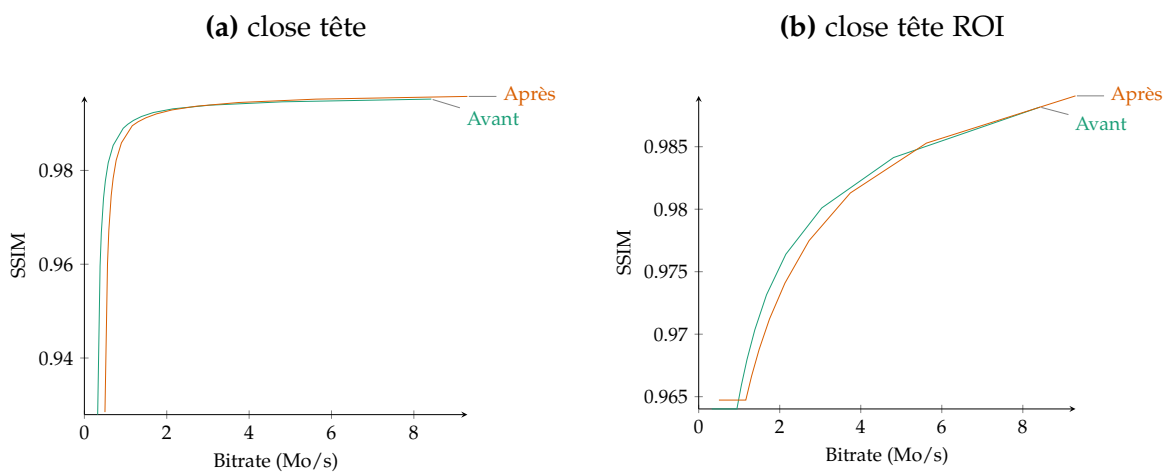 (a) close tête
Après
Avant
0.98
0.96
0.94
SSIM
0
2
4
6
8
Bitrate (Mo/s)
(b) close tête ROI
Après
Avant
0.985
0.98
0.975
0.97
0.965
SSIM
0
2
4
6
8
Bitrate (Mo/s)